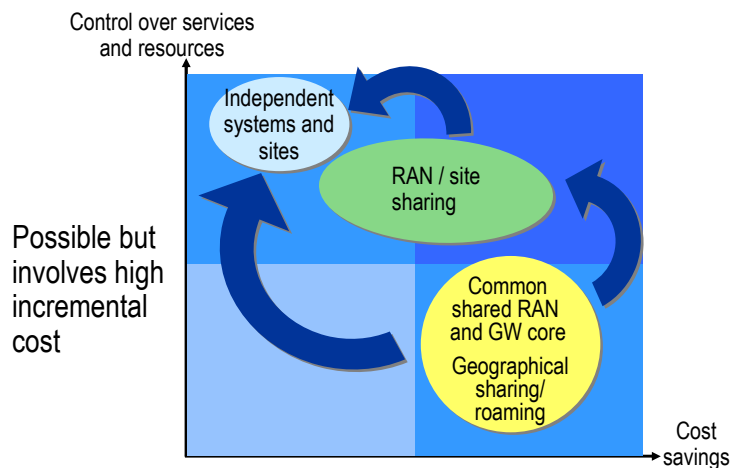 Control over services
and resources
Independent
systems and
sites
RAN / site
sharing
Possible but
involves high
incremental
cost
Common
shared RAN
and GW core
Geographical
sharing/
roaming
Cost
savings